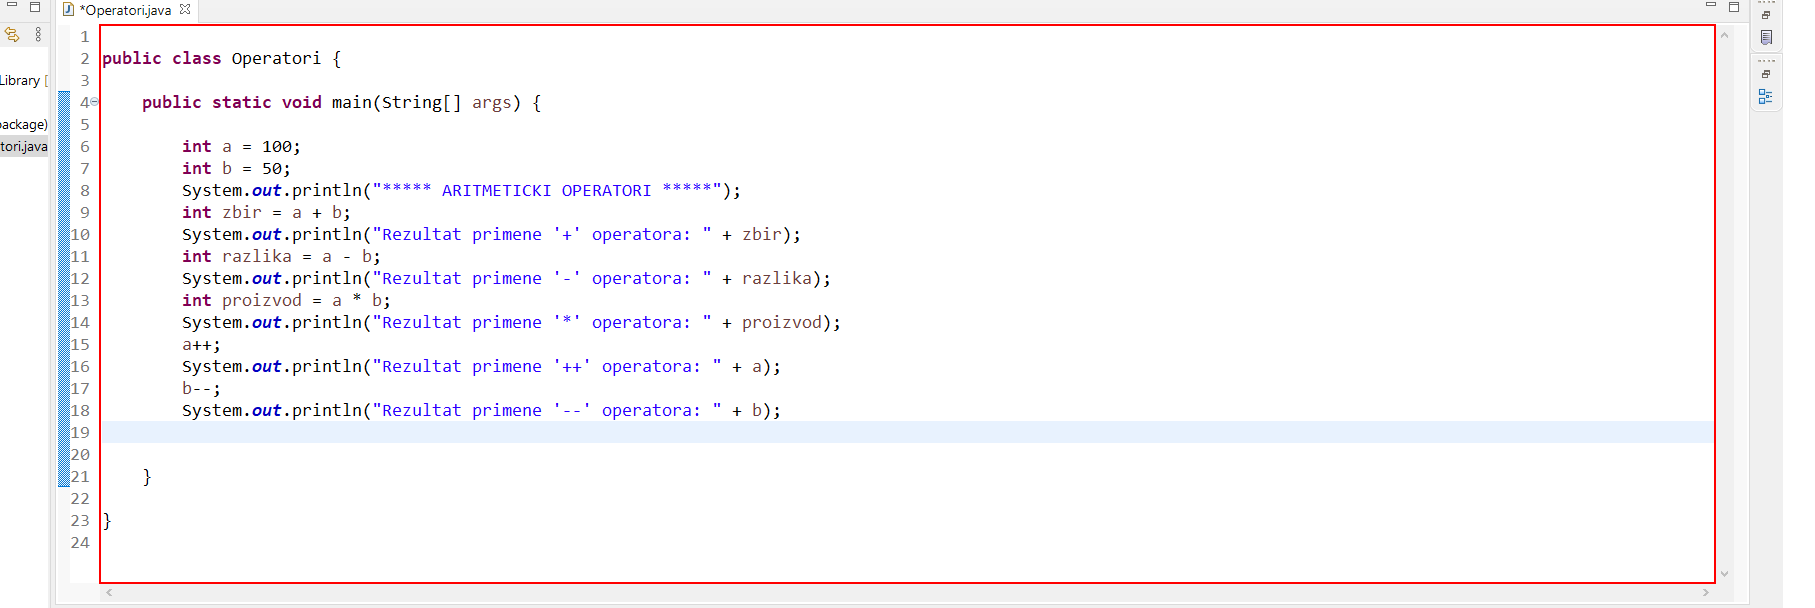 *Operatori.java
Library [
package)
tori.java
1
2 public class Operatori {
3
4 public static void main(String[] args) {
5
6 int a = 100;
7 int b = 50;
8 System.out.println("***** ARITMETICKI OPERATORI *****");
9 int zbir = a + b;
10 System.out.println("Rezultat primene '+' operatora: " + zbir);
11 int razlika = a - b;
12 System.out.println("Rezultat primene '-' operatora: " + razlika);
13 int proizvod = a * b;
14 System.out.println("Rezultat primene '*' operatora: " + proizvod);
15 a++;
16 System.out.println("Rezultat primene '++' operatora: " + a);
17 b--;
18 System.out.println("Rezultat primene '--' operatora: " + b);
19
20
21 }
22
23 }
24